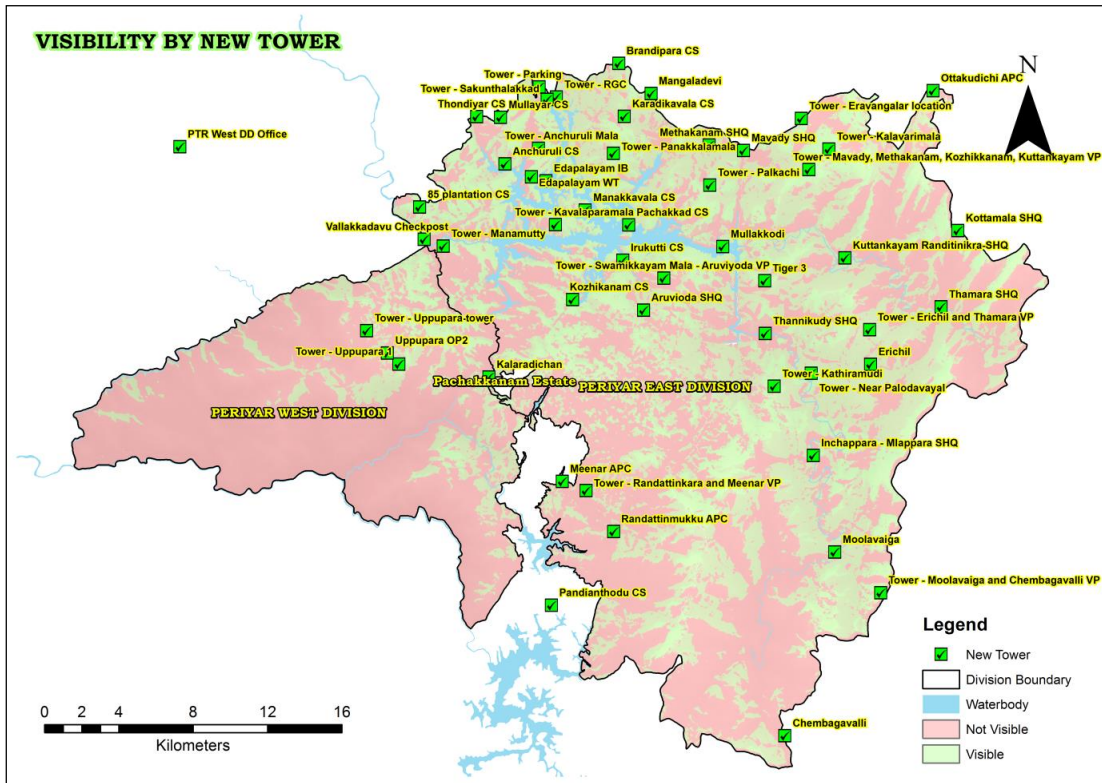 VISIBILITY BY NEW TOWER
Brandipara CS
N
Tower - Parking
Ottakudichi APC
Tower - Sakunthalakkad
Tower - RGC
Mangaladevi
Thondiyar CS
Mullayar CS
Karadikavala CS
Tower - Eravangalar location
PTR West DD Office
Tower - Anchuruli Mala
Methakanam SHQ
Mavady SHQ
Tower - Kalavarimala
Anchuruli CS
Tower - Panakkalamala
Tower - Mavady, Methakanam, Kozhikkanam, Kuttankayam VP
Edapalayam IB
Edapalayam WT
Tower - Palkachi
85 plantation CS
Manakkavala CS
Tower - Kavalaparamala
Pachakkad CS
Kottamala SHQ
Vallakkadavu Checkpost
Tower - Manamutty
Mullakkodi
Irukutti CS
Kuttankayam Randitinikra-SHQ
Tower - Swamikkayam Mala - Aruviyoda VP
Tiger 3
Kozhikanam CS
Aruvioda SHQ
Thamara SHQ
Tower - Uppupara-tower
Thannikudy SHQ
Tower - Erichil and Thamara VP
Uppupara OP2
Tower - Uppupara
Kalaradichan
Erichil
Pachakkanam Estate
PERIYAR EAST DIVISION
Tower - Kathiramudi
Tower - Near Palodavayal
PERIYAR WEST DIVISION
Inchappara - Mlappara SHQ
Meenar APC
Tower - Randattinkara and Meenar VP
Randattinmukku APC
Moolavaiga
Pandianthodu CS
Tower - Moolavaiga and Chembagavalli VP
Legend
New Tower
Division Boundary
Waterbody
Not Visible
Visible
0 2 4 8 12 16
Kilometers
Chembagavalli